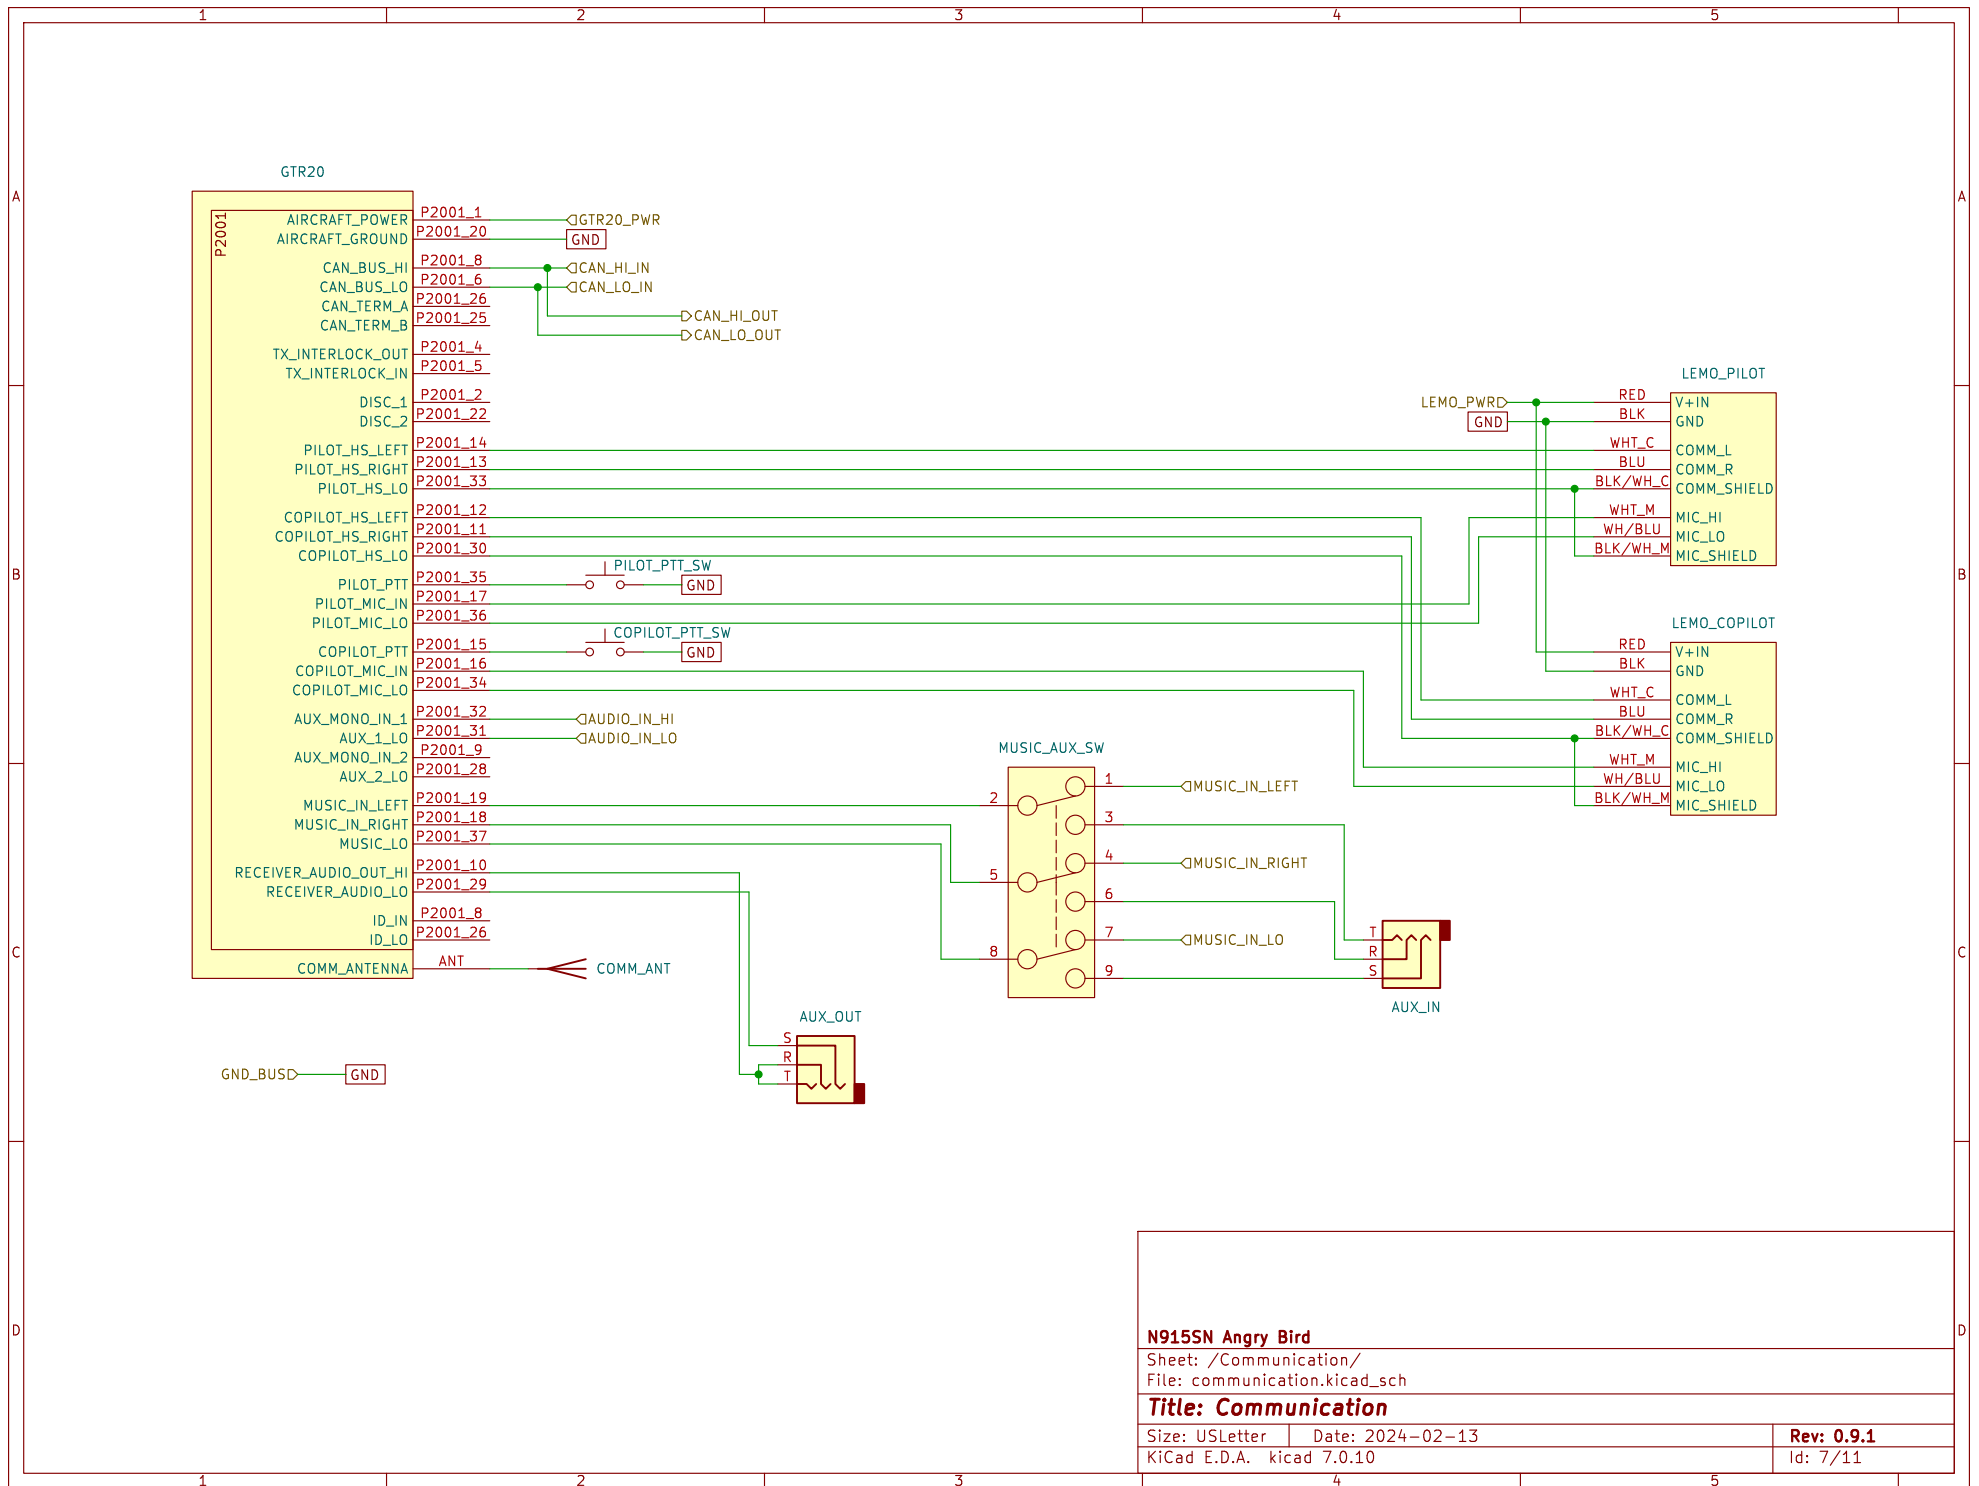 1 2 3 4 5
A A
B B
C C
D D
GTR20
P2001
AIRCRAFT_POWER P2001_1 GTR20_PWR
AIRCRAFT_GROUND P2001_20 GND
CAN_BUS_HI P2001_8 CAN_HI_IN
CAN_BUS_LO P2001_6 CAN_LO_IN
CAN_TERM_A P2001_26
CAN_HI_OUT
CAN_TERM_B P2001_25
CAN_LO_OUT
TX_INTERLOCK_OUT P2001_4
TX_INTERLOCK_IN P2001_5
DISC_1 P2001_2
DISC_2 P2001_22
PILOT_HS_LEFT P2001_14
PILOT_HS_RIGHT P2001_13
PILOT_HS_LO P2001_33
COPILOT_HS_LEFT P2001_12
COPILOT_HS_RIGHT P2001_11
COPILOT_HS_LO P2001_30
PILOT_PTT P2001_35 PILOT_PTT_SW GND
PILOT_MIC_IN P2001_17
PILOT_MIC_LO P2001_36
COPILOT_PTT P2001_15 COPILOT_PTT_SW GND
COPILOT_MIC_IN P2001_16
COPILOT_MIC_LO P2001_34
AUX_MONO_IN_1 P2001_32 AUDIO_IN_HI
AUX_1_LO P2001_31 AUDIO_IN_LO
AUX_MONO_IN_2 P2001_9
AUX_2_LO P2001_28
MUSIC_IN_LEFT P2001_19
MUSIC_IN_RIGHT P2001_18
MUSIC_LO P2001_37
RECEIVER_AUDIO_OUT_HI P2001_10
RECEIVER_AUDIO_LO P2001_29
ID_IN P2001_8
ID_LO P2001_26
COMM_ANTENNA ANT COMM_ANT
LEMO_PILOT
LEMO_PWR RED V+IN
GND BLK GND
WHT_C COMM_L
BLU COMM_R
BLK/WH_C COMM_SHIELD
WHT_M MIC_HI
WH/BLU MIC_LO
BLK/WH_M MIC_SHIELD
LEMO_COPILOT
RED V+IN
BLK GND
WHT_C COMM_L
BLU COMM_R
BLK/WH_C COMM_SHIELD
WHT_M MIC_HI
WH/BLU MIC_LO
BLK/WH_M MIC_SHIELD
MUSIC_AUX_SW
1 MUSIC_IN_LEFT
2
3
4 MUSIC_IN_RIGHT
5
6
7 MUSIC_IN_LO
8
9
T
R
S
AUX_IN
AUX_OUT
S
R
T
GND_BUS GND
N915SN Angry Bird
Sheet: /Communication/
File: communication.kicad_sch
Title: Communication
Size: USLetter Date: 2024-02-13 Rev: 0.9.1
KiCad E.D.A. kicad 7.0.10 Id: 7/11
1 2 3 4 5